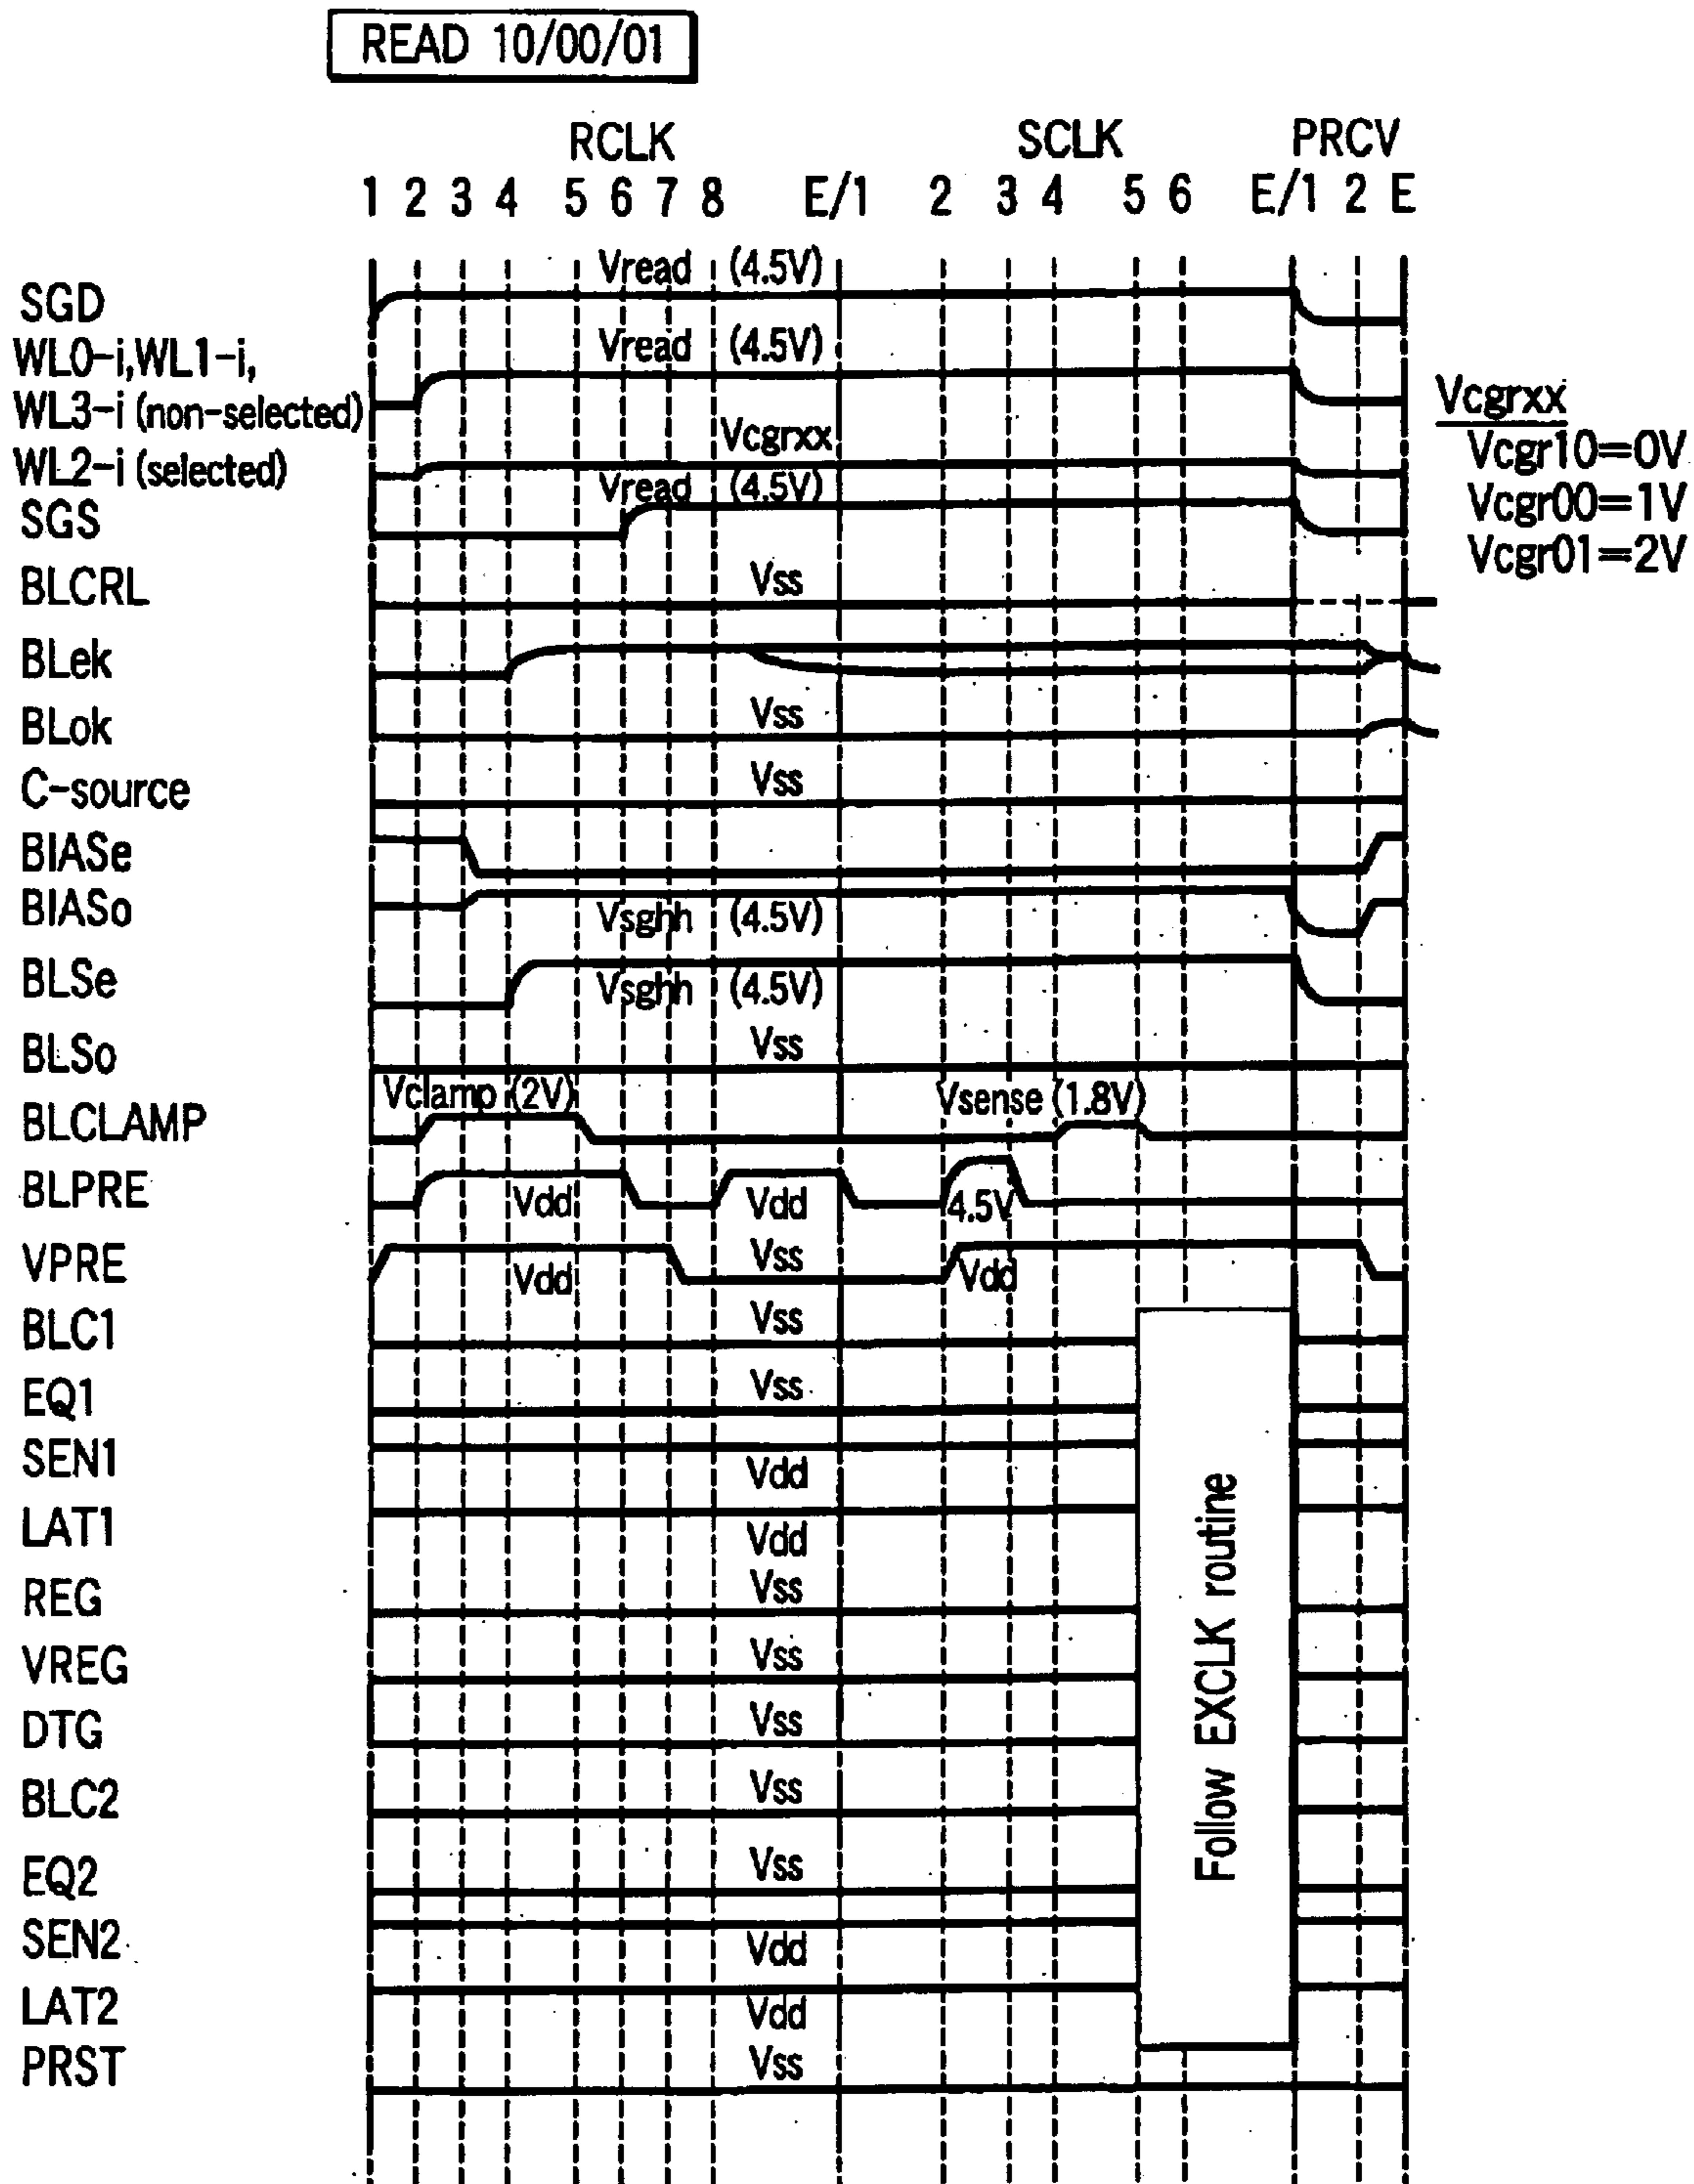 READ 10/00/01
RCLK SCLK PRCV
1 2 3 4 5 6 7 8 E/1 2 3 4 5 6 E/1 2 E
SGD Vread (4.5V)
WL0-i,WL1-i,
WL3-i (non-selected) Vread (4.5V)
WL2-i (selected) Vcgrxx
SGS Vread (4.5V)
Vcgrxx
Vcgr10=0V
Vcgr00=1V
Vcgr01=2V
BLCRL Vss
BLek
BLok Vss
C-source Vss
BIASe
BIASo Vsghh (4.5V)
BLSe Vsghh (4.5V)
BLSo Vss
BLCLAMP Vclamp (2V) Vsense (1.8V)
BLPRE Vdd Vdd 4.5V
VPRE Vdd Vss Vdd
BLC1 Vss
EQ1 Vss
SEN1 Vdd
LAT1 Vdd
REG Vss
VREG Vss
DTG Vss
BLC2 Vss
EQ2 Vss
SEN2 Vdd
LAT2 Vdd
PRST Vss
Follow EXCLK routine